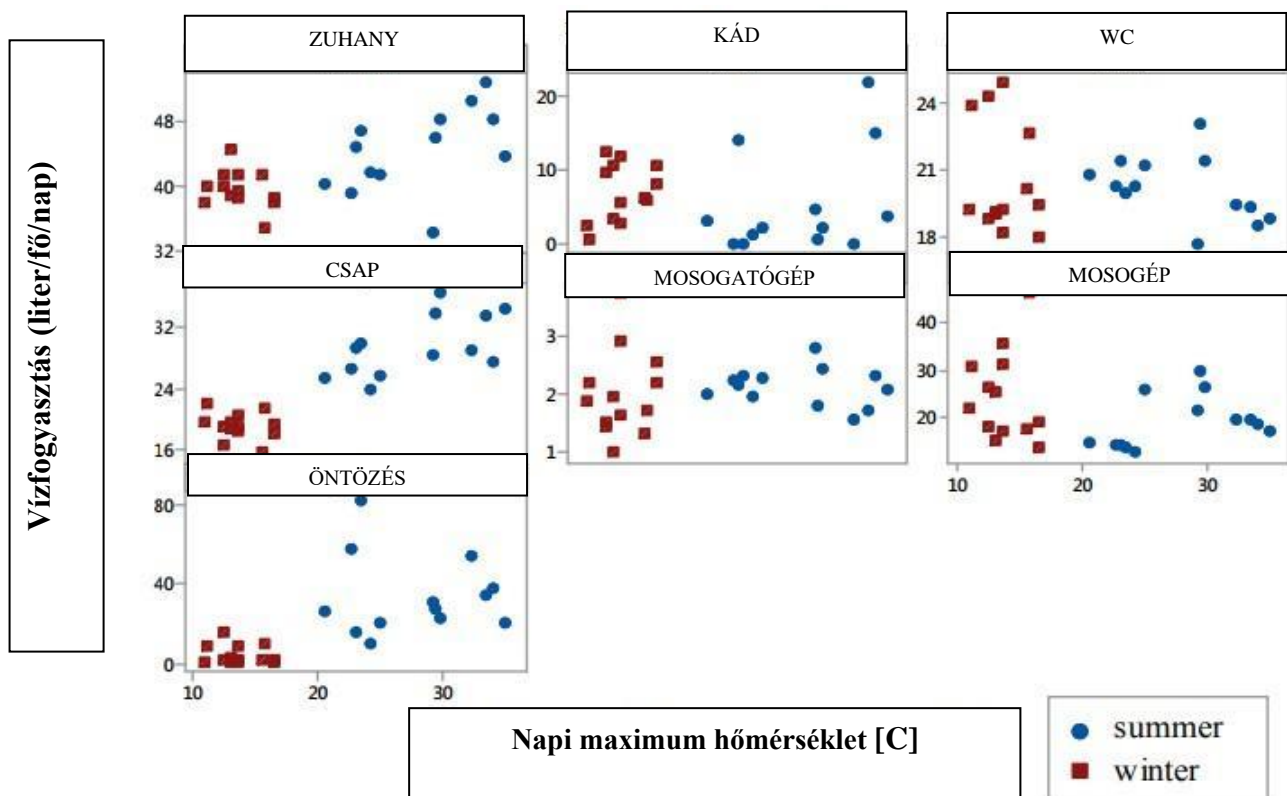 Vízfogyasztás (liter/fő/nap)
ZUHANY
KÁD
WC
48
40
32
20
10
0
24
21
18
CSAP
MOSOGATÓGÉP
MOSOGÉP
32
24
16
3
2
1
40
30
20
10 20 30
ÖNTÖZÉS
80
40
0
10 20 30
Napi maximum hőmérséklet [C]
summer
winter